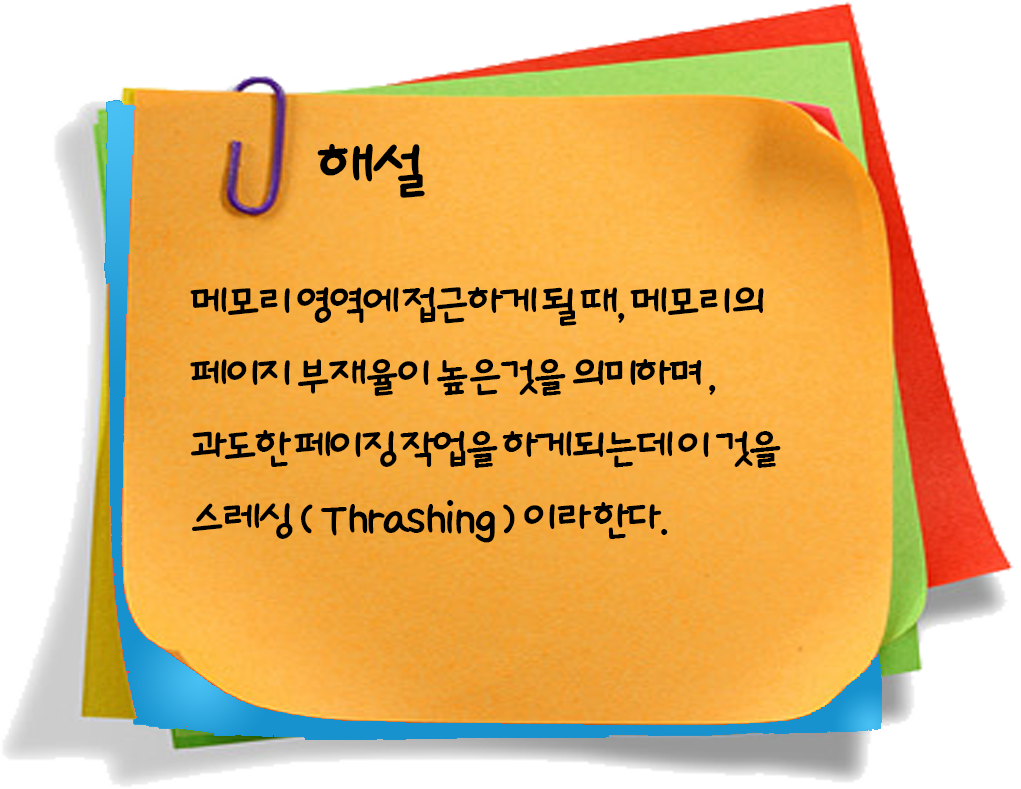 해설
메모리 영역에 접근하게 될 때, 메모리의
페이지 부재율이 높은것을 의미하며,
과도한 페이징 작업을 하게되는데 이 것을
스레싱 ( Thrashing ) 이라 한다.